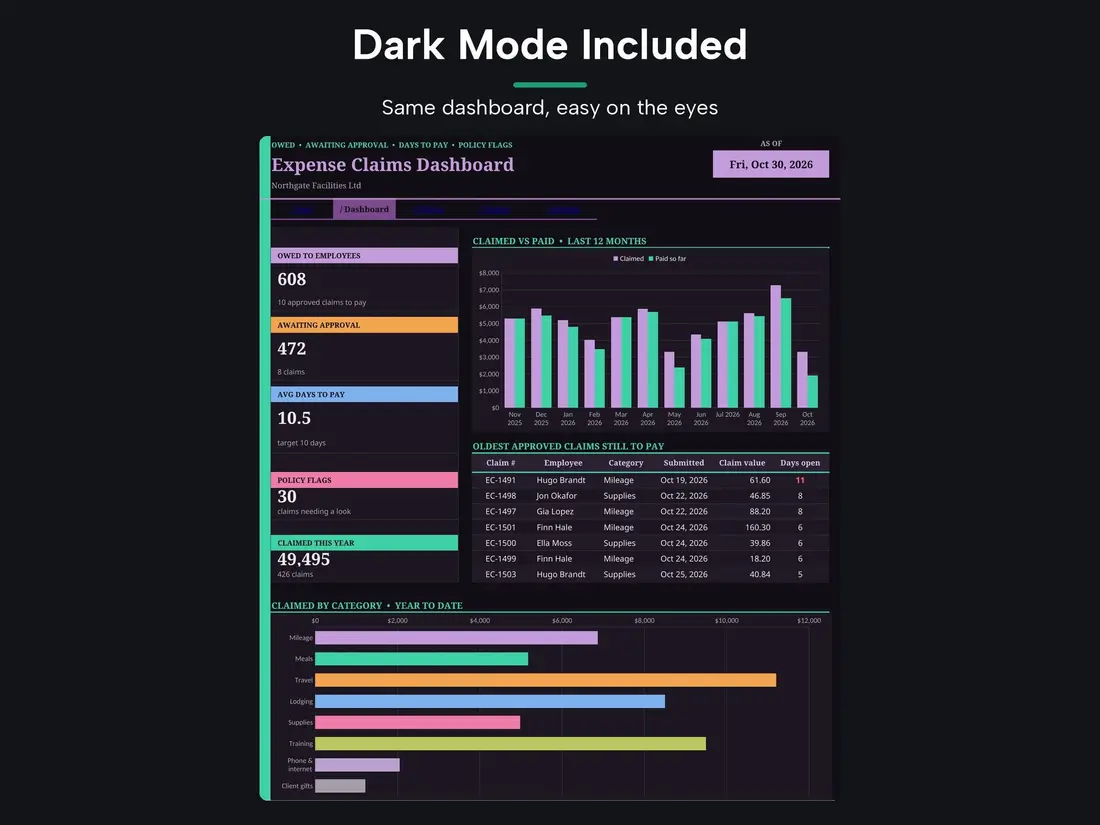 Dark Mode Included
Same dashboard, easy on the eyes
OWED • AWAITING APPROVAL • DAYS TO PAY • POLICY FLAGS
Expense Claims Dashboard
Northgate Facilities Ltd
AS OF
Fri, Oct 30, 2026
/ Dashboard
OWED TO EMPLOYEES
608
10 approved claims to pay
AWAITING APPROVAL
472
8 claims
AVG DAYS TO PAY
10.5
target 10 days
POLICY FLAGS
30
claims needing a look
CLAIMED THIS YEAR
49,495
426 claims
CLAIMED VS PAID • LAST 12 MONTHS
Claimed Paid so far
$8,000
$7,000
$6,000
$5,000
$4,000
$3,000
$2,000
$1,000
$0
Nov 2025
Dec 2025
Jan 2026
Feb 2026
Mar 2026
Apr 2026
May 2026
Jun 2026
Jul 2026
Aug 2026
Sep 2026
Oct 2026
OLDEST APPROVED CLAIMS STILL TO PAY
Claim # Employee Category Submitted Claim value Days open
EC-1491 Hugo Brandt Mileage Oct 19, 2026 61.60 11
EC-1498 Jon Okafor Supplies Oct 22, 2026 46.85 8
EC-1497 Gia Lopez Mileage Oct 22, 2026 88.20 8
EC-1501 Finn Hale Mileage Oct 24, 2026 160.30 6
EC-1500 Ella Moss Supplies Oct 24, 2026 39.86 6
EC-1499 Finn Hale Mileage Oct 24, 2026 18.20 6
EC-1503 Hugo Brandt Supplies Oct 25, 2026 40.84 5
CLAIMED BY CATEGORY • YEAR TO DATE
$0 $2,000 $4,000 $6,000 $8,000 $10,000 $12,000
Mileage
Meals
Travel
Lodging
Supplies
Training
Phone &
internet
Client gifts